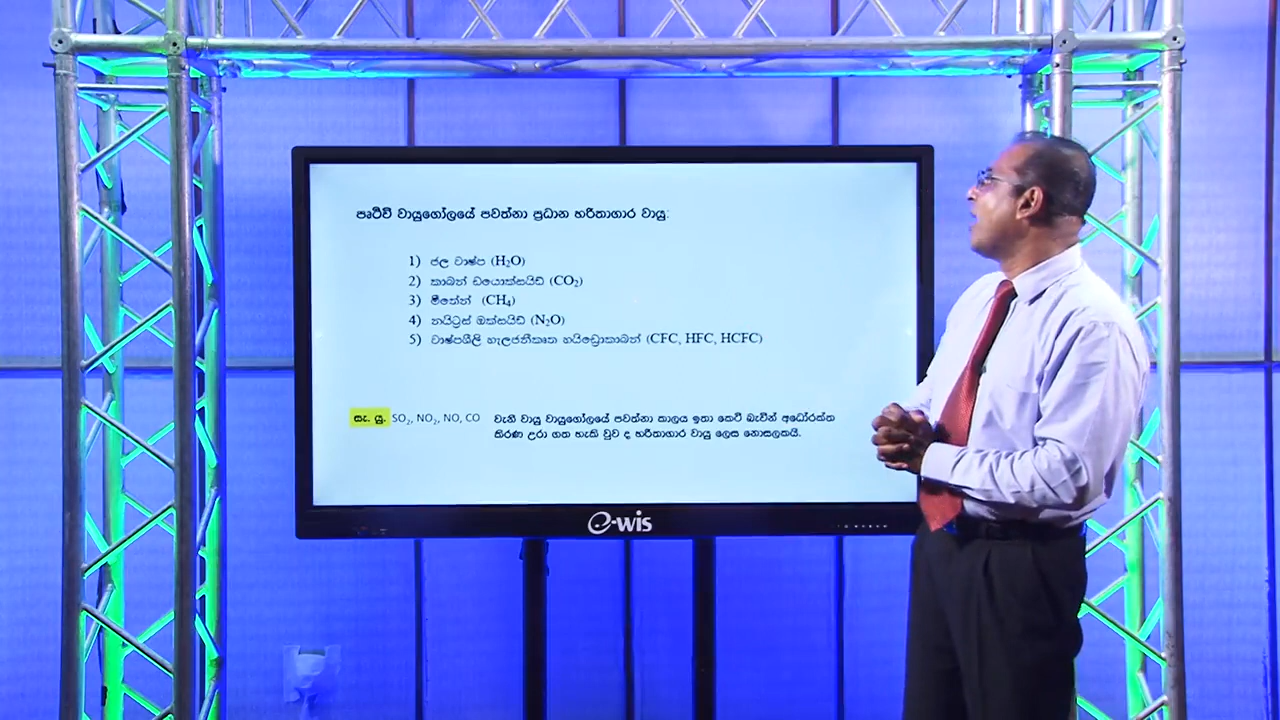 පෘථිවි වායුගෝලයේ පවත්නා ප්‍රධාන හරිතාගාර වායු:
1) ජල වාෂ්ප (H₂O)
2) කාබන් ඩයොක්සයිඩ් (CO₂)
3) මීතේන් (CH₄)
4) නයිට්‍රස් ඔක්සයිඩ් (N₂O)
5) වාෂ්පශීලි හැලජනීකෘත හයිඩ්‍රොකාබන් (CFC, HFC, HCFC)
සැ. යු. SO₂, NO₂, NO, CO වැනි වායු වායුගෝලයේ පවත්නා කාලය ඉතා කෙටි බැවින් අධෝරක්ත
කිරණ උරා ගත හැකි වුව ද හරිතාගාර වායු ලෙස නොසලකයි.
e-wis